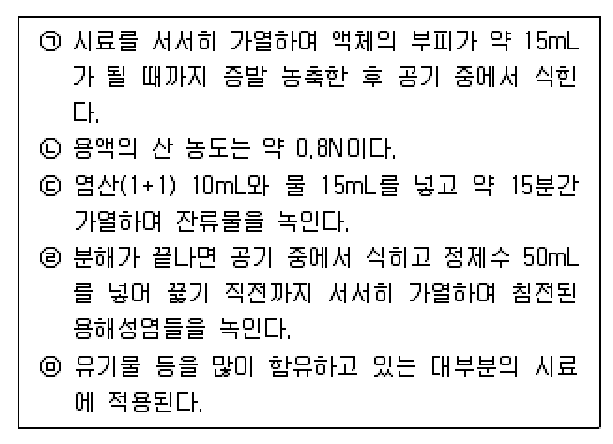 ㉠ 시료를 서서히 가열하여 액체의 부피가 약 15mL
가 될 때까지 증발 농축한 후 공기 중에서 식힌
다.
㉡ 용액의 산 농도는 약 0.8N이다.
㉢ 염산(1+1) 10mL와 물 15mL를 넣고 약 15분간
가열하여 잔류물을 녹인다.
㉣ 분해가 끝나면 공기 중에서 식히고 정제수 50mL
를 넣어 끓기 직전까지 서서히 가열하여 침전된
용해성염들을 녹인다.
㉤ 유기물 등을 많이 함유하고 있는 대부분의 시료
에 적용된다.